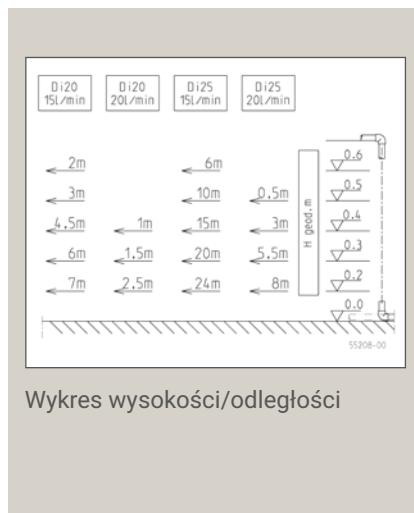 Di20 Di20 Di25 Di25
15l/min 20l/min 15l/min 20l/min
2m 6m 0.6
3m 10m 0,5m 0.5
4,5m 1m 15m 3m 0.4
6m 1,5m 20m 5,5m 0.3
7m 2,5m 24m 8m 0.2
H geod. m
0.0
55208-00
Wykres wysokości/odległości